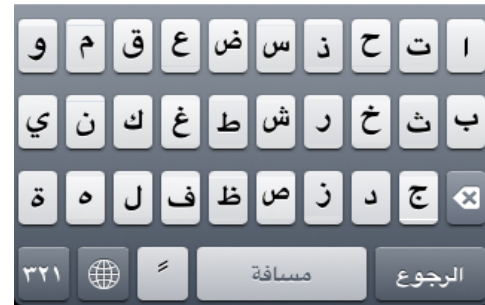 ا ت ح ذ س ض ع ق م و
ب ث خ ر ش ط غ ك ن ي
ج د ز ص ظ ف ل ه ة
الرجوع مسافة ً ٣٢١